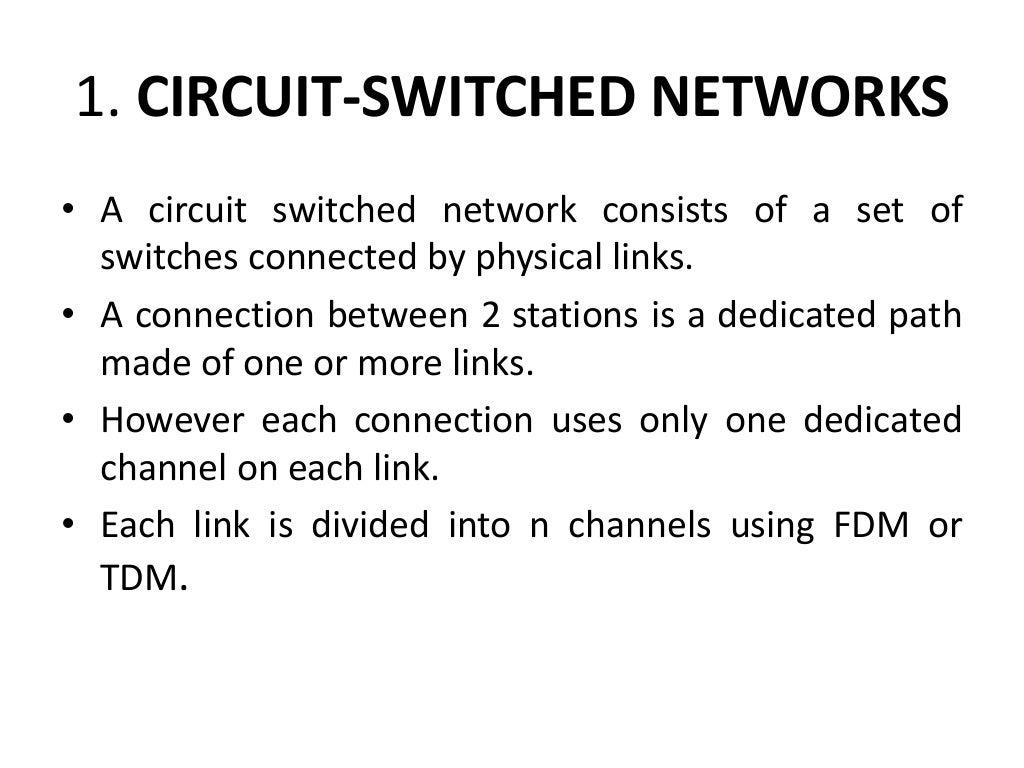 1. CIRCUIT-SWITCHED NETWORKS
• A circuit switched network consists of a set of
switches connected by physical links.
• A connection between 2 stations is a dedicated path
made of one or more links.
• However each connection uses only one dedicated
channel on each link.
• Each link is divided into n channels using FDM or
TDM.